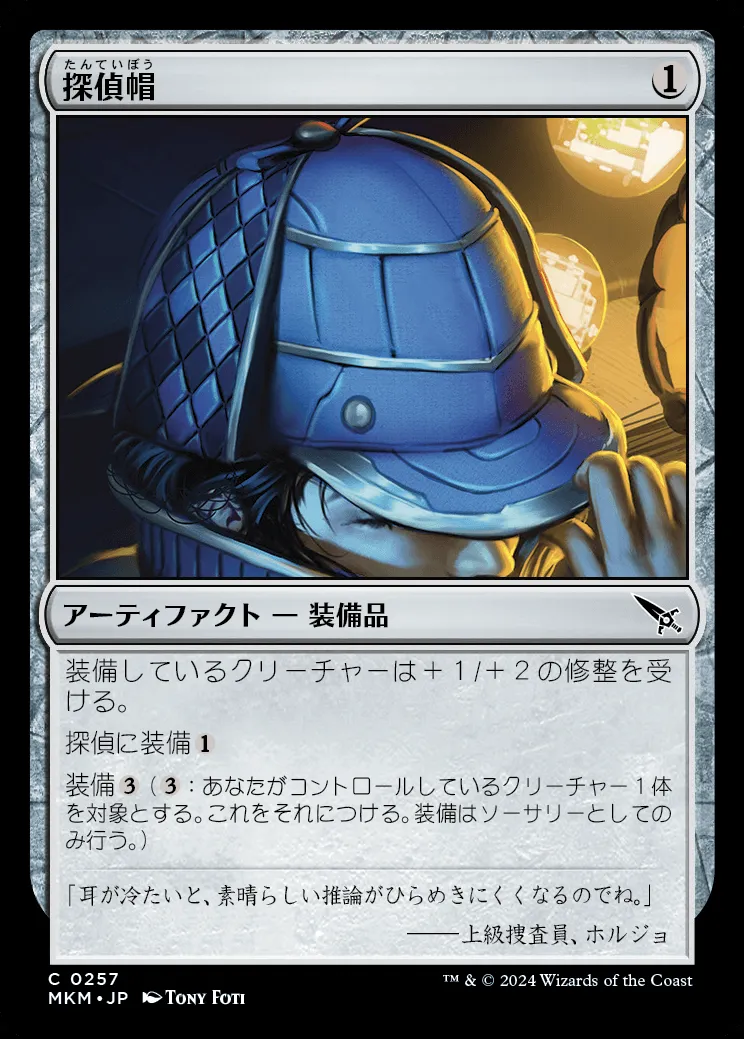 たんていぼう
探偵帽
1
アーティファクト — 装備品
装備しているクリーチャーは＋１/＋２の修整を受
ける。
探偵に装備 1
装備 3（ 3 ：あなたがコントロールしているクリーチャー１体
を対象とする。これをそれにつける。装備はソーサリーとしての
み行う。）
「耳が冷たいと、素晴らしい推論がひらめきにくくなるのでね。」
──上級捜査員、ホルジョ
C 0257
MKM • JP Tony Foti
™ & © 2024 Wizards of the Coast